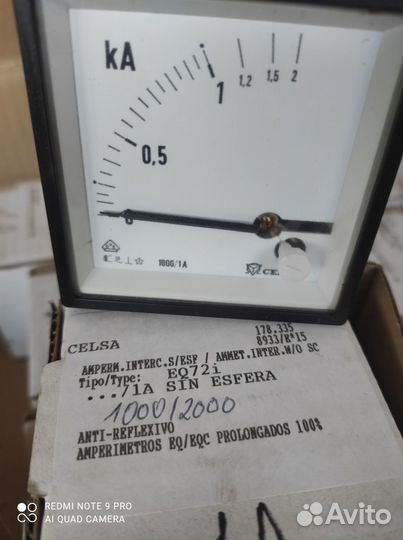 kA
0,5
1
1,2
1,5
2
1000/1A
CELSA
178.335
8933/E*15
AMPERM.INTERC.S/ESF / AMMET.INTER.W/O SC
Tipo/Type: EQ72i
.../1A SIN ESFERA
1000/2000
ANTI-REFLEXIVO
AMPERIMETROS EQ/EQC PROLONGADOS 100%
REDMI NOTE 9 PRO
AI QUAD CAMERA
Avito